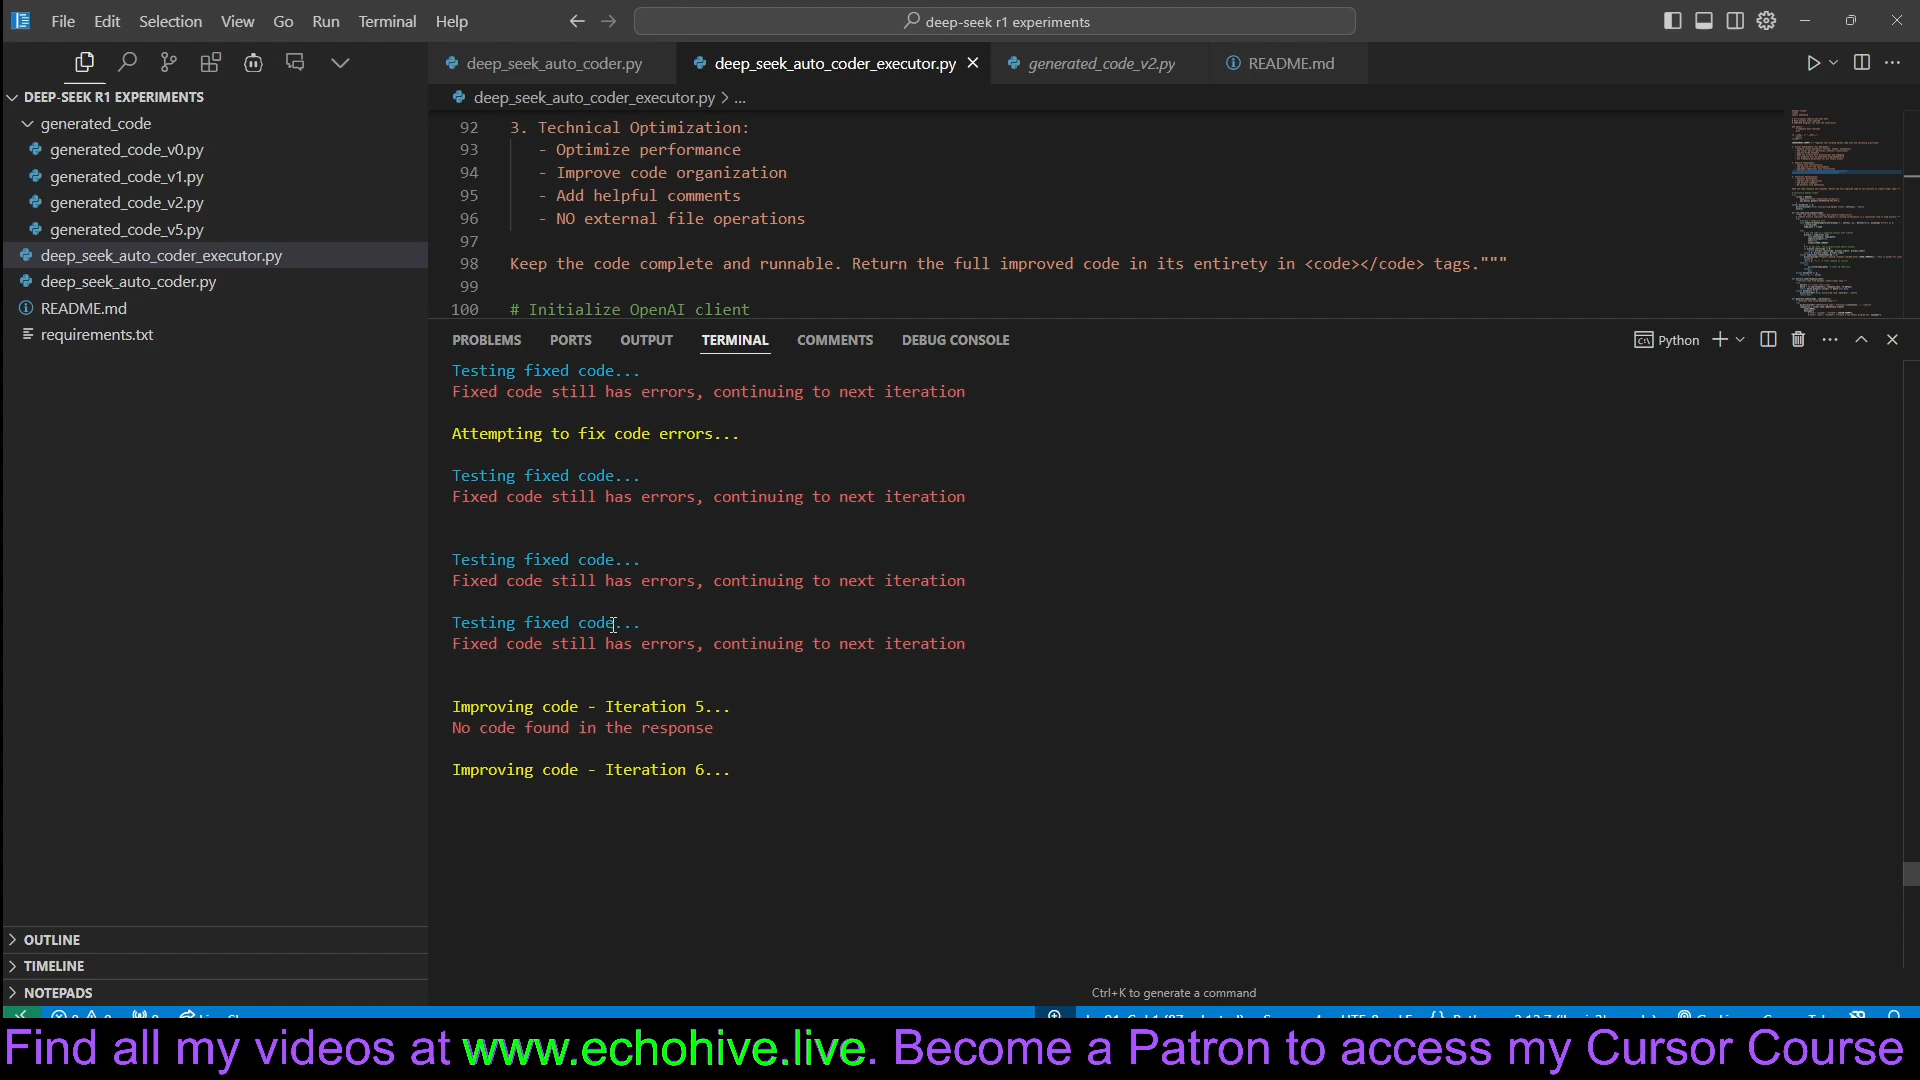 File Edit Selection View Go Run Terminal Help
deep-seek r1 experiments
deep_seek_auto_coder.py
deep_seek_auto_coder_executor.py
generated_code_v2.py
README.md
DEEP-SEEK R1 EXPERIMENTS
generated_code
generated_code_v0.py
generated_code_v1.py
generated_code_v2.py
generated_code_v5.py
deep_seek_auto_coder_executor.py
deep_seek_auto_coder.py
README.md
requirements.txt
OUTLINE
TIMELINE
NOTEPADS
deep_seek_auto_coder_executor.py > ...
92 3. Technical Optimization:
93 - Optimize performance
94 - Improve code organization
95 - Add helpful comments
96 - NO external file operations
97
98 Keep the code complete and runnable. Return the full improved code in its entirety in <code></code> tags."""
99
100 # Initialize OpenAI client
PROBLEMS PORTS OUTPUT TERMINAL COMMENTS DEBUG CONSOLE
Python
Testing fixed code...
Fixed code still has errors, continuing to next iteration
Attempting to fix code errors...
Testing fixed code...
Fixed code still has errors, continuing to next iteration
Testing fixed code...
Fixed code still has errors, continuing to next iteration
Testing fixed code...
Fixed code still has errors, continuing to next iteration
Improving code - Iteration 5...
No code found in the response
Improving code - Iteration 6...
Ctrl+K to generate a command
Find all my videos at www.echohive.live. Become a Patron to access my Cursor Course